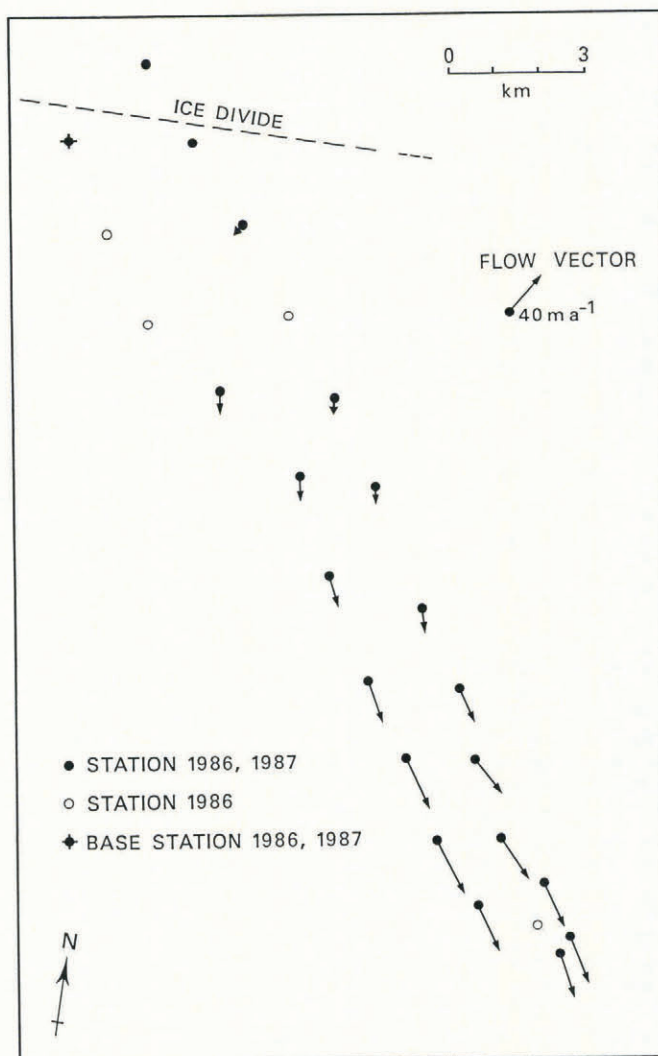 0 3
km
ICE DIVIDE
FLOW VECTOR
40 m a⁻¹
STATION 1986, 1987
STATION 1986
BASE STATION 1986, 1987
N